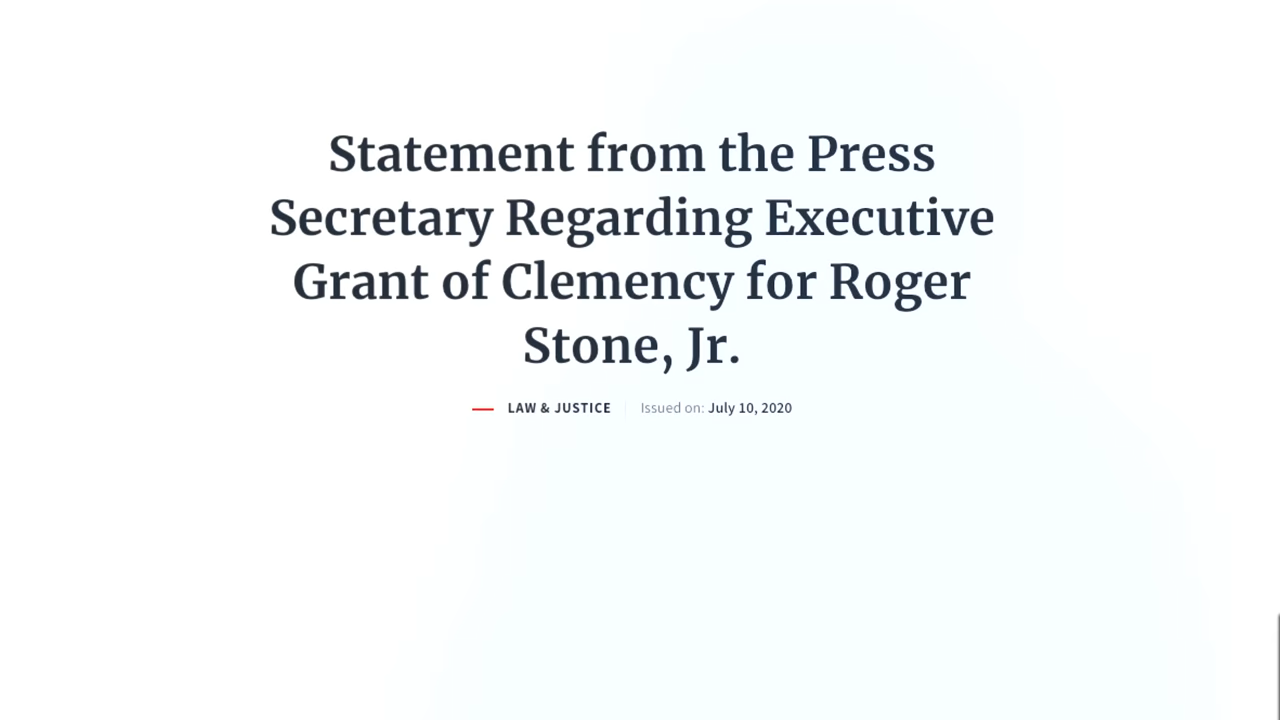 Statement from the Press
Secretary Regarding Executive
Grant of Clemency for Roger
Stone, Jr.
LAW & JUSTICE Issued on: July 10, 2020